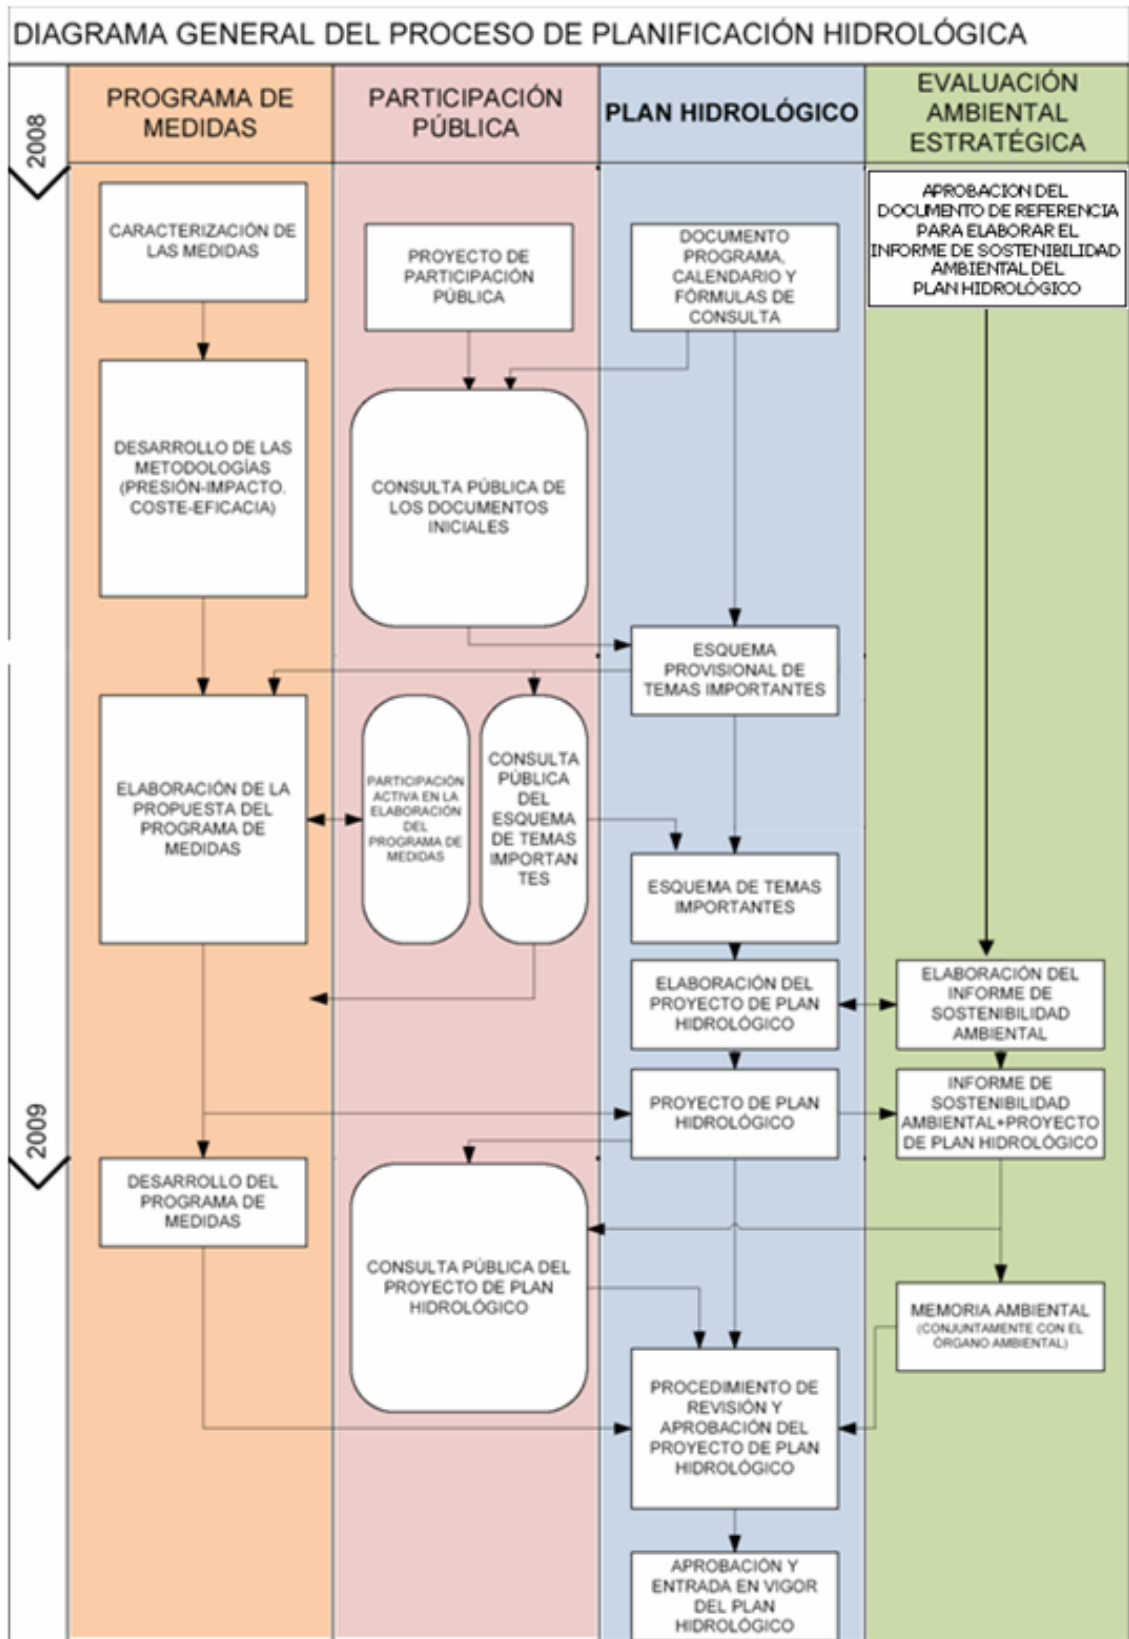 DIAGRAMA GENERAL DEL PROCESO DE PLANIFICACIÓN HIDROLÓGICA
2008
PROGRAMA DE
MEDIDAS
PARTICIPACIÓN
PÚBLICA
PLAN HIDROLÓGICO
EVALUACIÓN
AMBIENTAL
ESTRATÉGICA
CARACTERIZACIÓN DE
LAS MEDIDAS
PROYECTO DE
PARTICIPACIÓN
PÚBLICA
DOCUMENTO
PROGRAMA,
CALENDARIO Y
FÓRMULAS DE
CONSULTA
APROBACION DEL
DOCUMENTO DE REFERENCIA
PARA ELABORAR EL
INFORME DE SOSTENIBILIDAD
AMBIENTAL DEL
PLAN HIDROLÓGICO
DESARROLLO DE LAS
METODOLOGÍAS
(PRESIÓN-IMPACTO.
COSTE-EFICACIA)
CONSULTA PÚBLICA DE
LOS DOCUMENTOS
INICIALES
ESQUEMA
PROVISIONAL DE
TEMAS IMPORTANTES
ELABORACIÓN DE LA
PROPUESTA DEL
PROGRAMA DE
MEDIDAS
PARTICIPACIÓN
ACTIVA EN LA
ELABORACIÓN
DEL
PROGRAMA DE
MEDIDAS
CONSULTA
PÚBLICA
DEL
ESQUEMA
DE TEMAS
IMPORTAN
TES
ESQUEMA DE TEMAS
IMPORTANTES
ELABORACIÓN DEL
PROYECTO DE PLAN
HIDROLÓGICO
ELABORACIÓN DEL
INFORME DE
SOSTENIBILIDAD
AMBIENTAL
2009
PROYECTO DE PLAN
HIDROLÓGICO
INFORME DE
SOSTENIBILIDAD
AMBIENTAL+PROYECTO
DE PLAN HIDROLÓGICO
DESARROLLO DEL
PROGRAMA DE
MEDIDAS
CONSULTA PÚBLICA DEL
PROYECTO DE PLAN
HIDROLÓGICO
MEMORIA AMBIENTAL
(CONJUNTAMENTE CON EL
ÓRGANO AMBIENTAL)
PROCEDIMIENTO DE
REVISIÓN Y
APROBACIÓN DEL
PROYECTO DE PLAN
HIDROLÓGICO
APROBACIÓN Y
ENTRADA EN VIGOR
DEL PLAN
HIDROLÓGICO